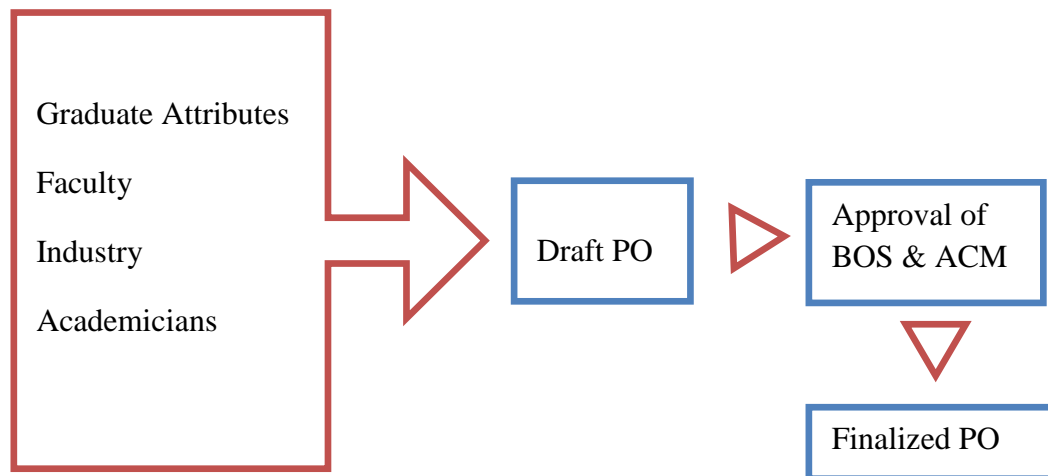 Graduate Attributes
Faculty
Industry
Academicians
Draft PO
Approval of
BOS & ACM
Finalized PO